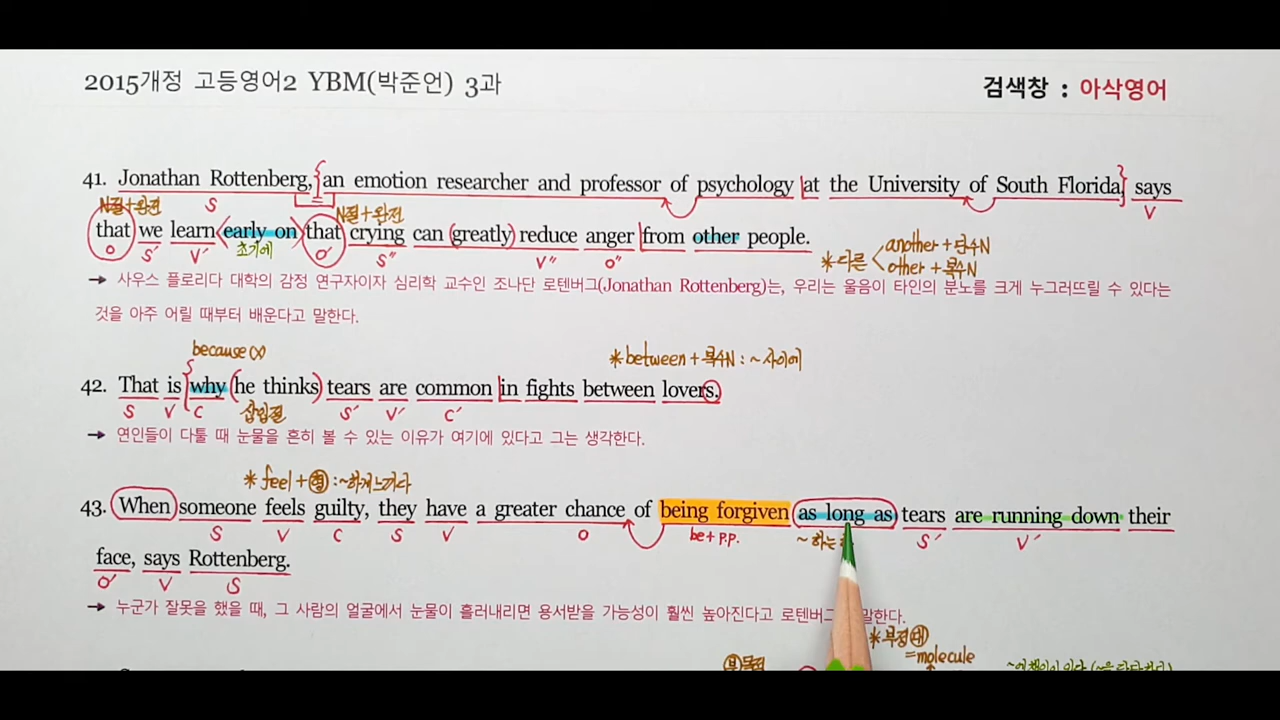 2015개정 고등영어2 YBM(박준언) 3과
검색창 : 아삭영어
41. Jonathan Rottenberg, an emotion researcher and professor of psychology at the University of South Florida, says
S V
N절+완전 N절+완전
that we learn early on that crying can greatly reduce anger from other people.
O S′ V′ 초기에 O′ S″ V″ O″
*다른 another+단수N
other+복수N
→ 사우스 플로리다 대학의 감정 연구자이자 심리학 교수인 조나단 로텐버그(Jonathan Rottenberg)는, 우리는 울음이 타인의 분노를 크게 누그러뜨릴 수 있다는
것을 아주 어릴 때부터 배운다고 말한다.
because *between+복수N : ~사이에
42. That is why he thinks tears are common in fights between lovers.
S V C 삽입절 S′ V′ C′
→ 연인들이 다툴 때 눈물을 흔히 볼 수 있는 이유가 여기에 있다고 그는 생각한다.
*feel+형:~하게느끼다
43. When someone feels guilty, they have a greater chance of being forgiven as long as tears are running down their
S V C S V O be+p.p. ~하는 S′ V′
face, says Rottenberg.
O′ V S
→ 누군가 잘못을 했을 때, 그 사람의 얼굴에서 눈물이 흘러내리면 용서받을 가능성이 훨씬 높아진다고 로텐버그 말한다.
*부정대
=molecule